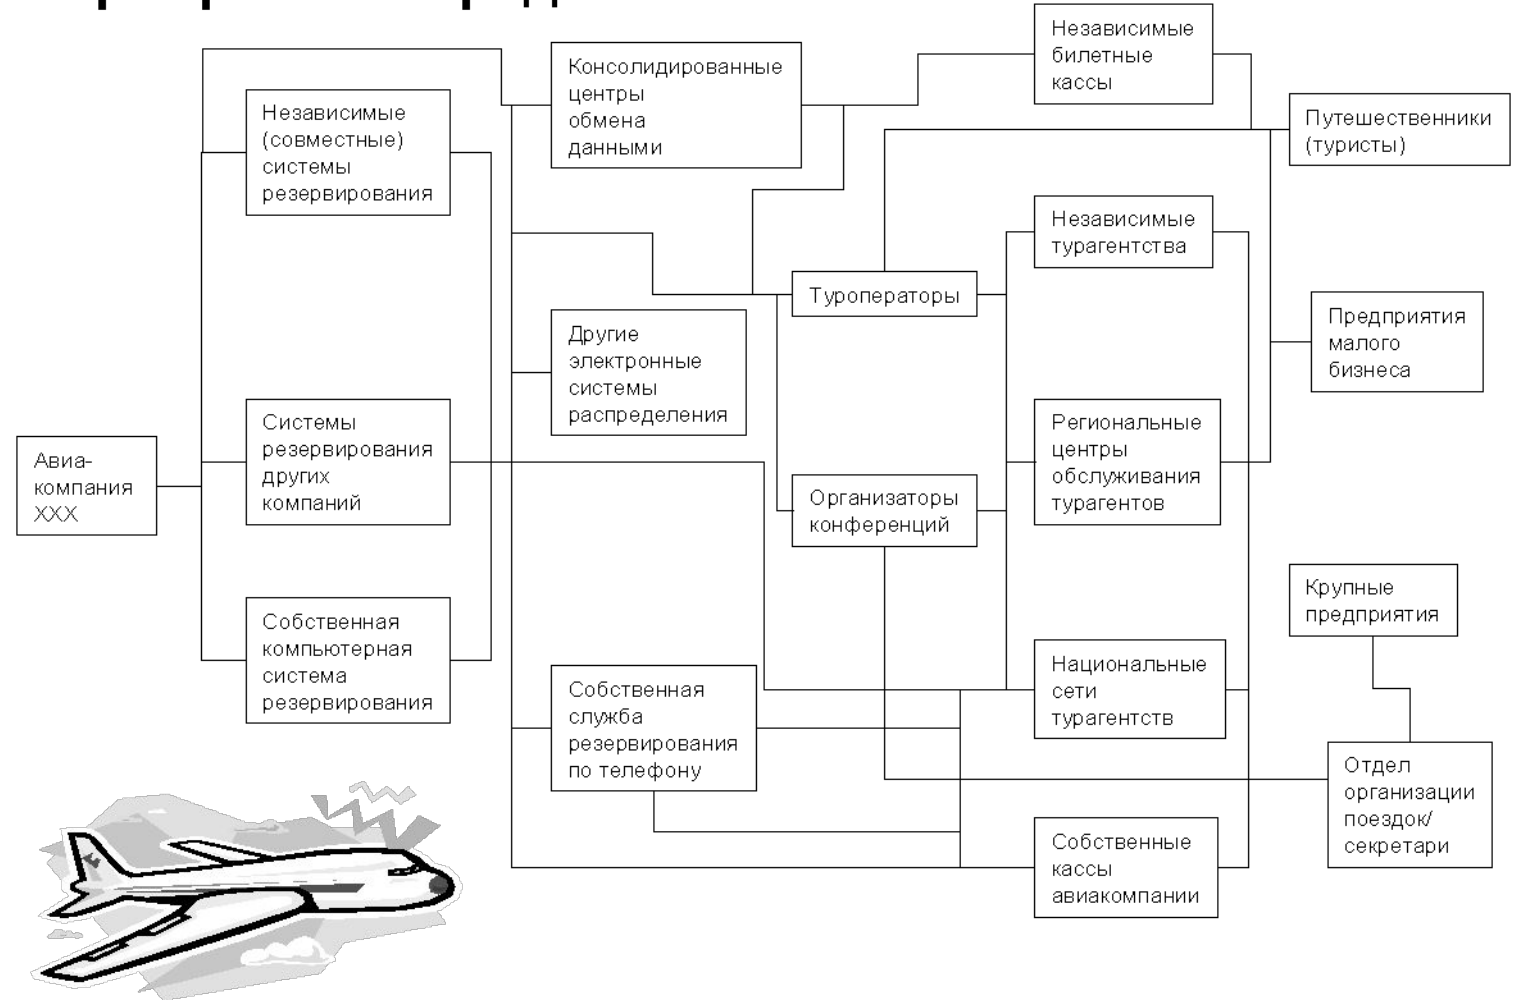 Независимые
билетные
кассы
Консолидированные
центры
обмена
данными
Независимые
(совместные)
системы
резервирования
Путешественники
(туристы)
Независимые
турагентства
Туроператоры
Другие
электронные
системы
распределения
Предприятия
малого
бизнеса
Системы
резервирования
других
компаний
Региональные
центры
обслуживания
турагентов
Авиа-
компания
XXX
Организаторы
конференций
Крупные
предприятия
Собственная
компьютерная
система
резервирования
Национальные
сети
турагентств
Собственная
служба
резервирования
по телефону
Отдел
организации
поездок/
секретари
Собственные
кассы
авиакомпании